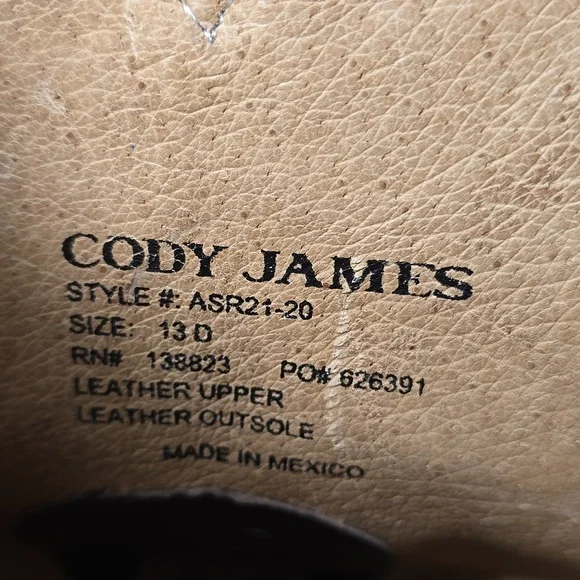 CODY JAMES
STYLE #: ASR21-20
SIZE: 13 D
RN# 138823 PO# 626391
LEATHER UPPER
LEATHER OUTSOLE
MADE IN MEXICO